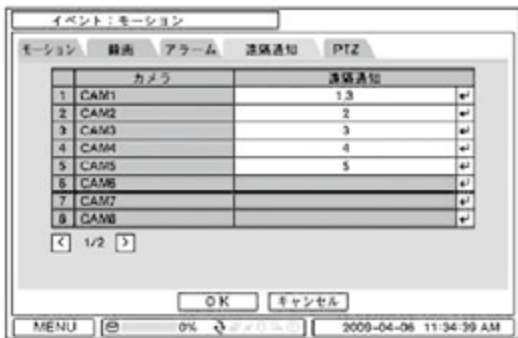 イベント：モーション
モーション 録画 アラーム 遠隔通知 PTZ
カメラ 遠隔通知
1 CAM1 1,3
2 CAM2 2
3 CAM3 3
4 CAM4 4
5 CAM5 5
6 CAM6
7 CAM7
8 CAM8
1/2
OK キャンセル
MENU 0% 2009-04-06 11:34:39 AM